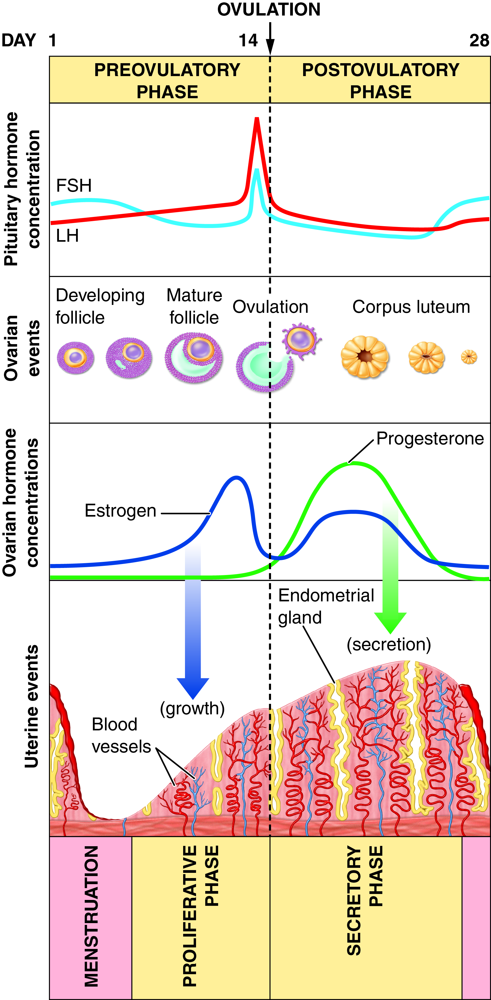 OVULATION
DAY 1 14 28
PREOVULATORY
PHASE
POSTOVULATORY
PHASE
Pituitary hormone
concentration
FSH
LH
Ovarian
events
Developing
follicle
Mature
follicle
Ovulation
Corpus luteum
Ovarian hormone
concentrations
Progesterone
Estrogen
Uterine events
Endometrial
gland
(secretion)
(growth)
Blood
vessels
MENSTRUATION
PROLIFERATIVE
PHASE
SECRETORY
PHASE